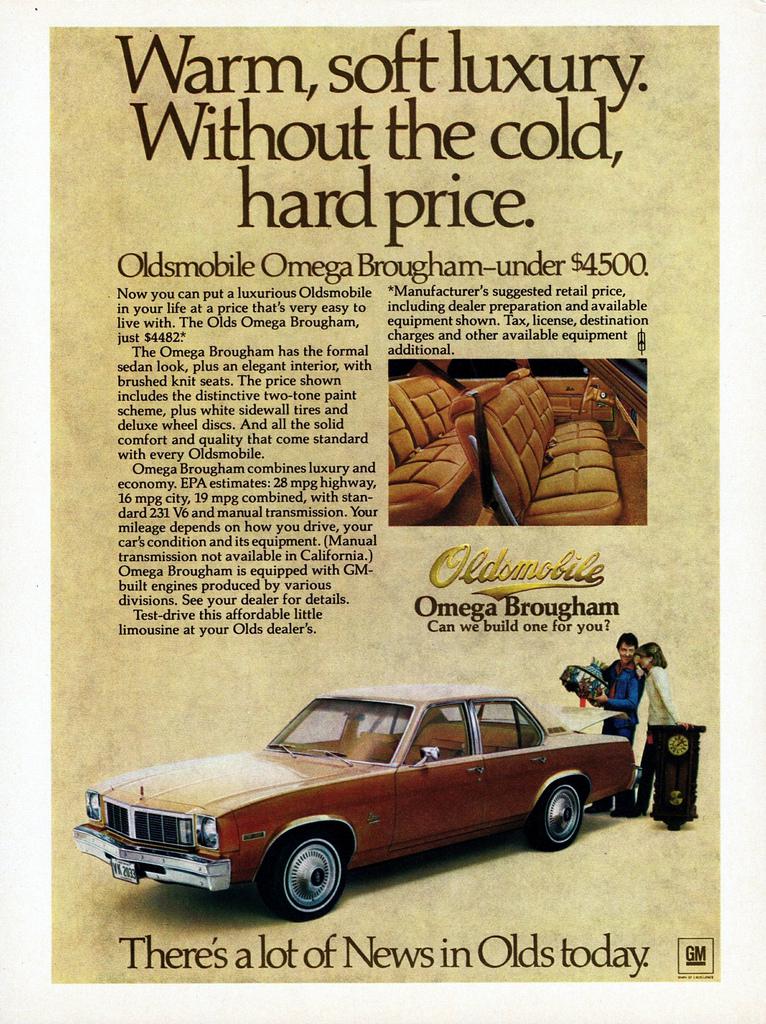 Warm, soft luxury.
Without the cold,
hard price.
Oldsmobile Omega Brougham–under $4500.
Now you can put a luxurious Oldsmobile
in your life at a price that's very easy to
live with. The Olds Omega Brougham,
just $4482*.
The Omega Brougham has the formal
sedan look, plus an elegant interior, with
brushed knit seats. The price shown
includes the distinctive two-tone paint
scheme, plus white sidewall tires and
deluxe wheel discs. And all the solid
comfort and quality that come standard
with every Oldsmobile.
Omega Brougham combines luxury and
economy. EPA estimates: 28 mpg highway,
16 mpg city, 19 mpg combined, with stan-
dard 231 V6 and manual transmission. Your
mileage depends on how you drive, your
car's condition and its equipment. (Manual
transmission not available in California.)
Omega Brougham is equipped with GM-
built engines produced by various
divisions. See your dealer for details.
Test-drive this affordable little
limousine at your Olds dealer's.
*Manufacturer's suggested retail price,
including dealer preparation and available
equipment shown. Tax, license, destination
charges and other available equipment
additional.
Oldsmobile
Omega Brougham
Can we build one for you?
There's a lot of News in Olds today.
GM